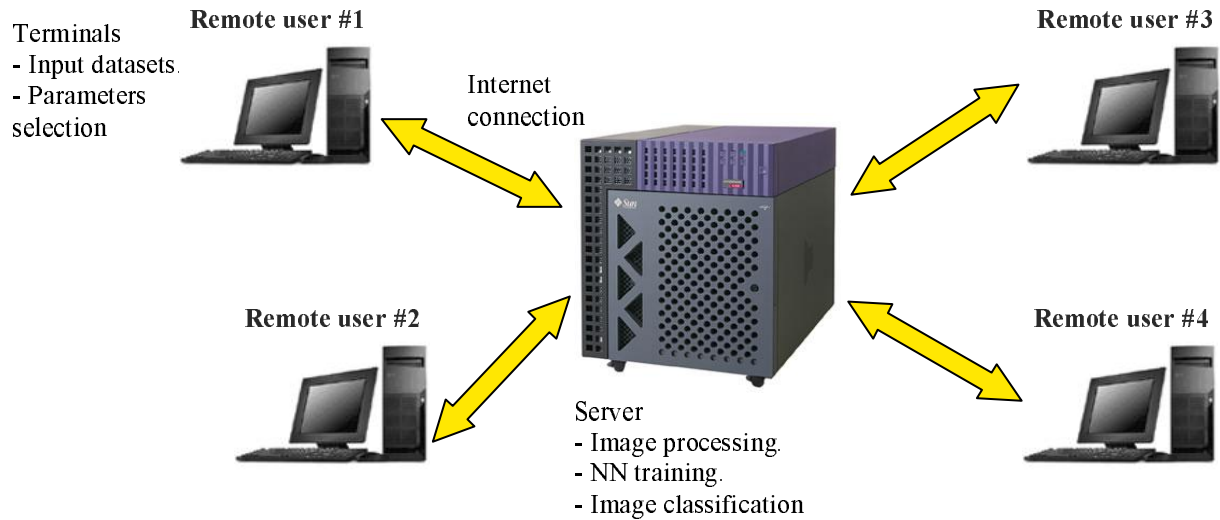 Remote user #1
Terminals
- Input datasets.
- Parameters
selection
Internet
connection
Remote user #3
Sun
Remote user #2
Remote user #4
Server
- Image processing.
- NN training.
- Image classification